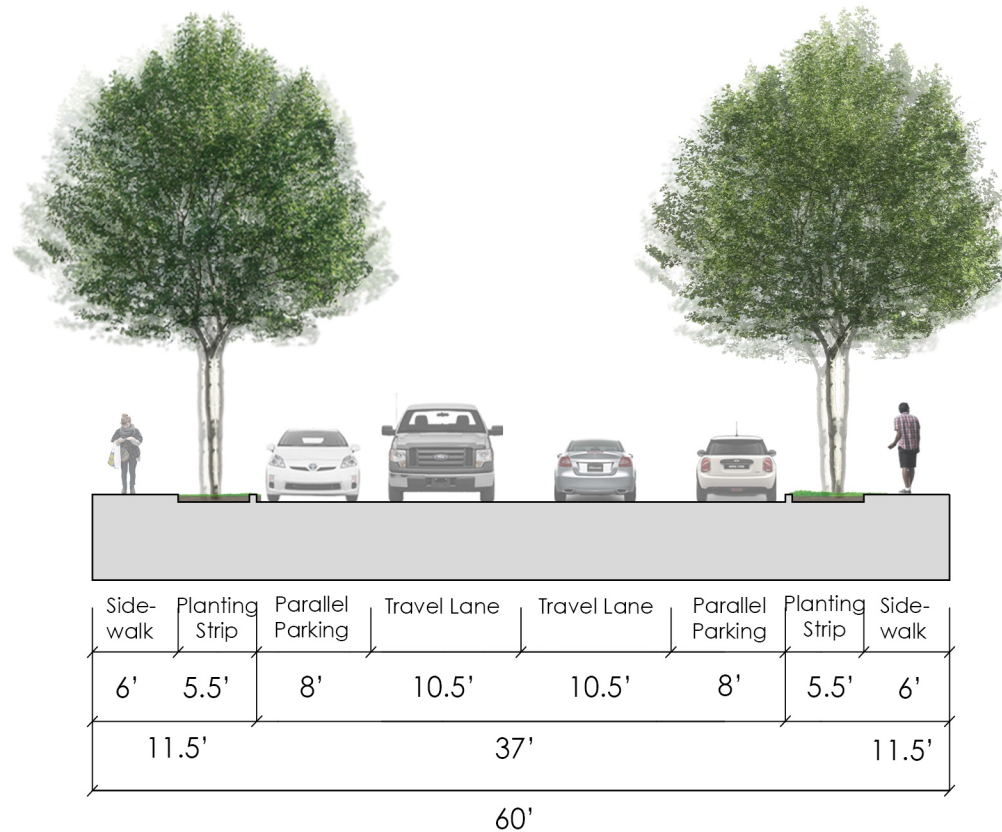 Side-
walk
Planting
Strip
Parallel
Parking
Travel Lane
Travel Lane
Parallel
Parking
Planting
Strip
Side-
walk
6’ 5.5’ 8’ 10.5’ 10.5’ 8’ 5.5’ 6’
11.5’ 37’ 11.5’
60’